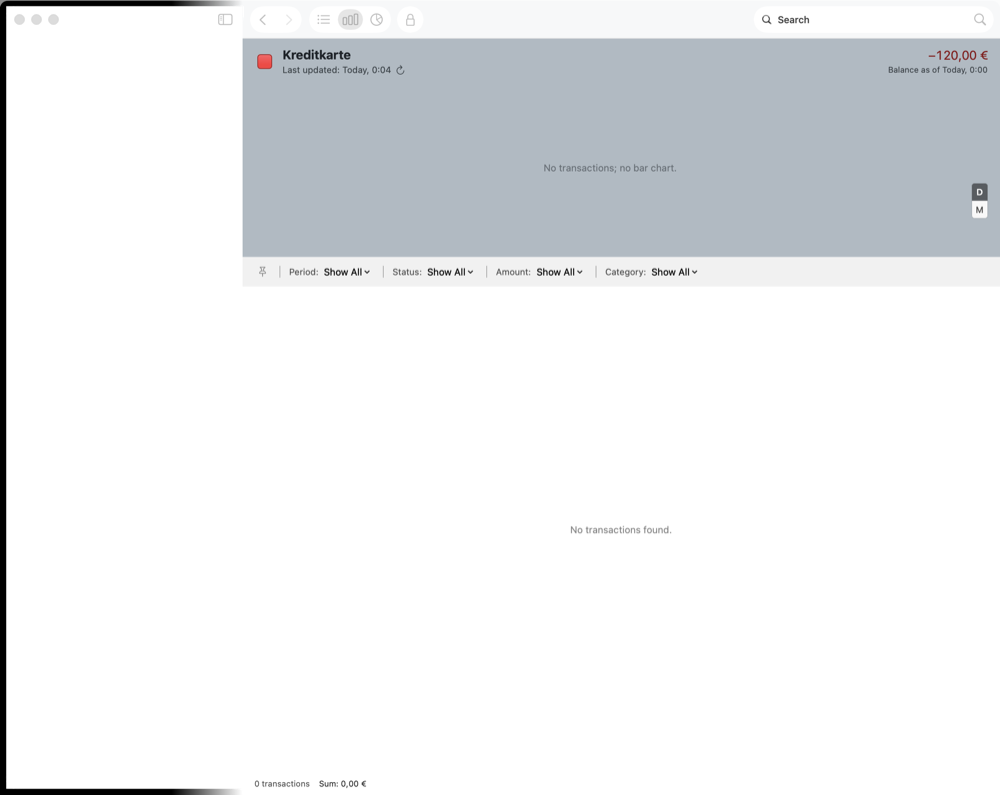 Search
Kreditkarte
−120,00 €
Last updated: Today, 0:04
Balance as of Today, 0:00
No transactions; no bar chart.
D
M
Period: Show All Status: Show All Amount: Show All Category: Show All
No transactions found.
0 transactions Sum: 0,00 €